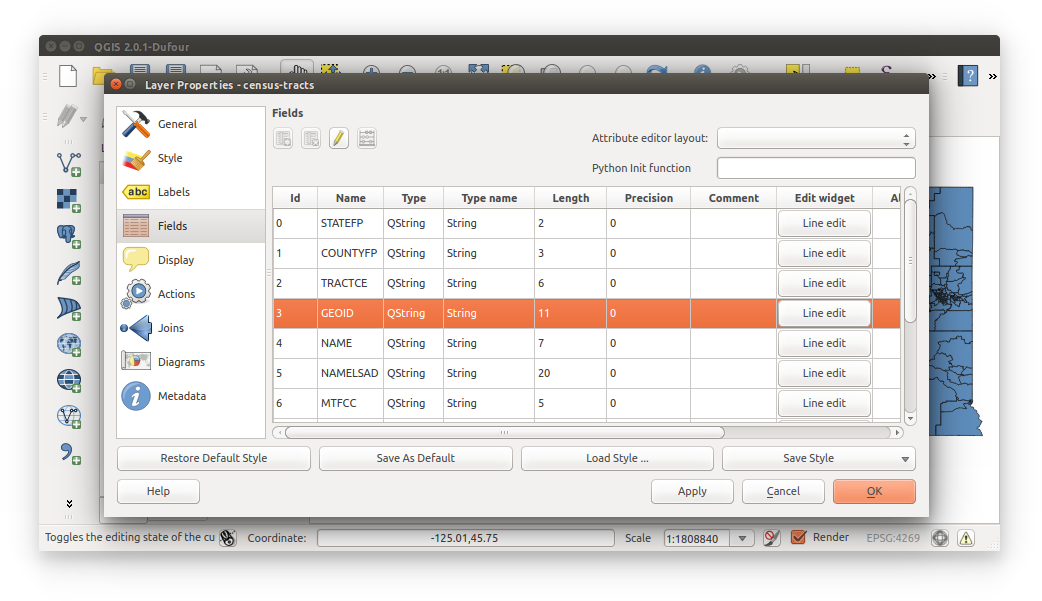 QGIS 2.0.1-Dufour
Layer Properties - census-tracts
General
Style
abc Labels
Fields
Display
Actions
Joins
Diagrams
Metadata
Fields
Attribute editor layout:
Python Init function
Id Name Type Type name Length Precision Comment Edit widget
0 STATEFP QString String 2 0 Line edit
1 COUNTYFP QString String 3 0 Line edit
2 TRACTCE QString String 6 0 Line edit
3 GEOID QString String 11 0 Line edit
4 NAME QString String 7 0 Line edit
5 NAMELSAD QString String 20 0 Line edit
6 MTFCC QString String 5 0 Line edit
Restore Default Style Save As Default Load Style ... Save Style
Help Apply Cancel OK
Toggles the editing state of the cu Coordinate: -125.01,45.75 Scale 1:1808840 Render EPSG:4269